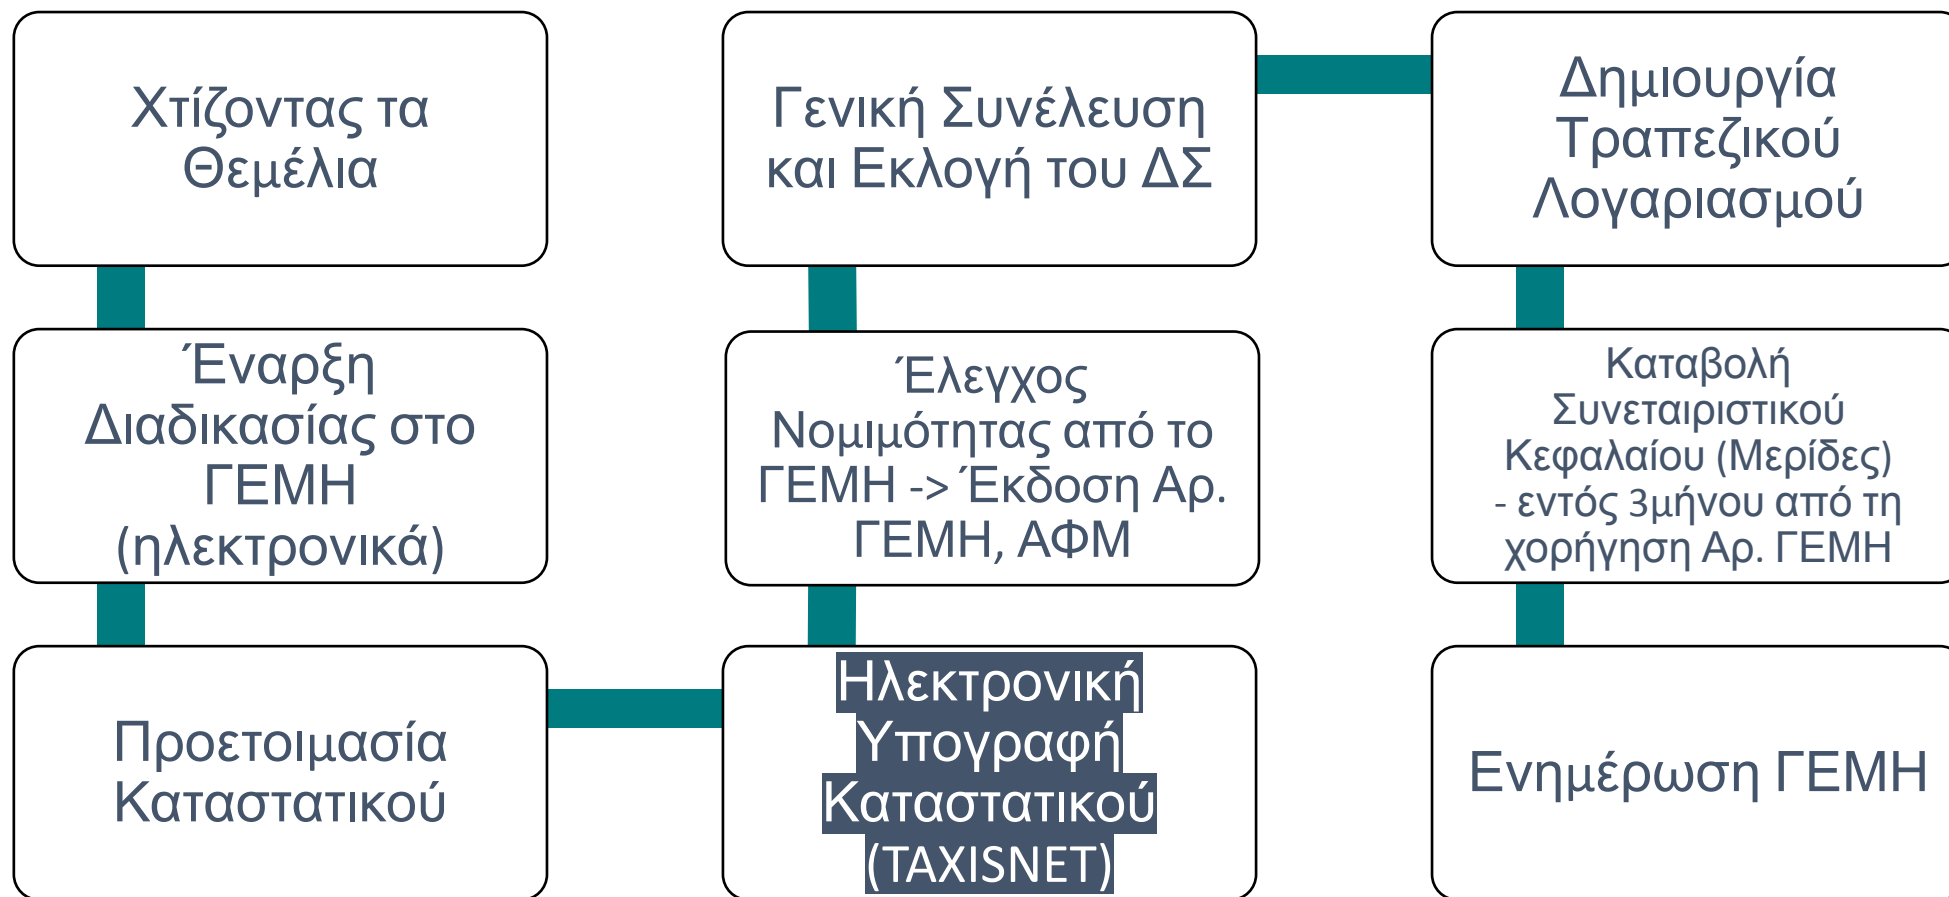 Χτίζοντας τα
Θεμέλια
Έναρξη
Διαδικασίας στο
ΓΕΜΗ
(ηλεκτρονικά)
Προετοιμασία
Καταστατικού
Ηλεκτρονική
Υπογραφή
Καταστατικού
(TAXISNET)
Έλεγχος
Νομιμότητας από το
ΓΕΜΗ -> Έκδοση Αρ.
ΓΕΜΗ, ΑΦΜ
Γενική Συνέλευση
και Εκλογή του ΔΣ
Δημιουργία
Τραπεζικού
Λογαριασμού
Καταβολή
Συνεταιριστικού
Κεφαλαίου (Μερίδες)
- εντός 3μήνου από τη
χορήγηση Αρ. ΓΕΜΗ
Ενημέρωση ΓΕΜΗ